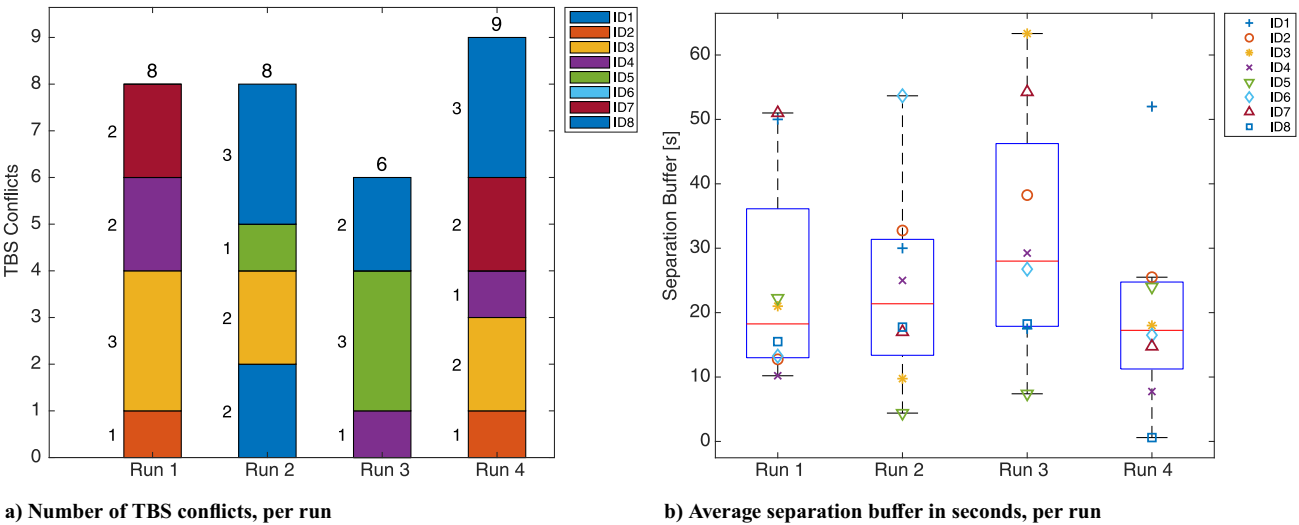 TBS Conflicts
9
8
7
6
5
4
3
2
1
0
8
2
2
3
1
8
3
1
2
2
6
2
3
1
9
3
2
1
2
1
Run 1 Run 2 Run 3 Run 4
ID1
ID2
ID3
ID4
ID5
ID6
ID7
ID8
a) Number of TBS conflicts, per run
Separation Buffer [s]
60
50
40
30
20
10
0
Run 1 Run 2 Run 3 Run 4
ID1
ID2
ID3
ID4
ID5
ID6
ID7
ID8
b) Average separation buffer in seconds, per run